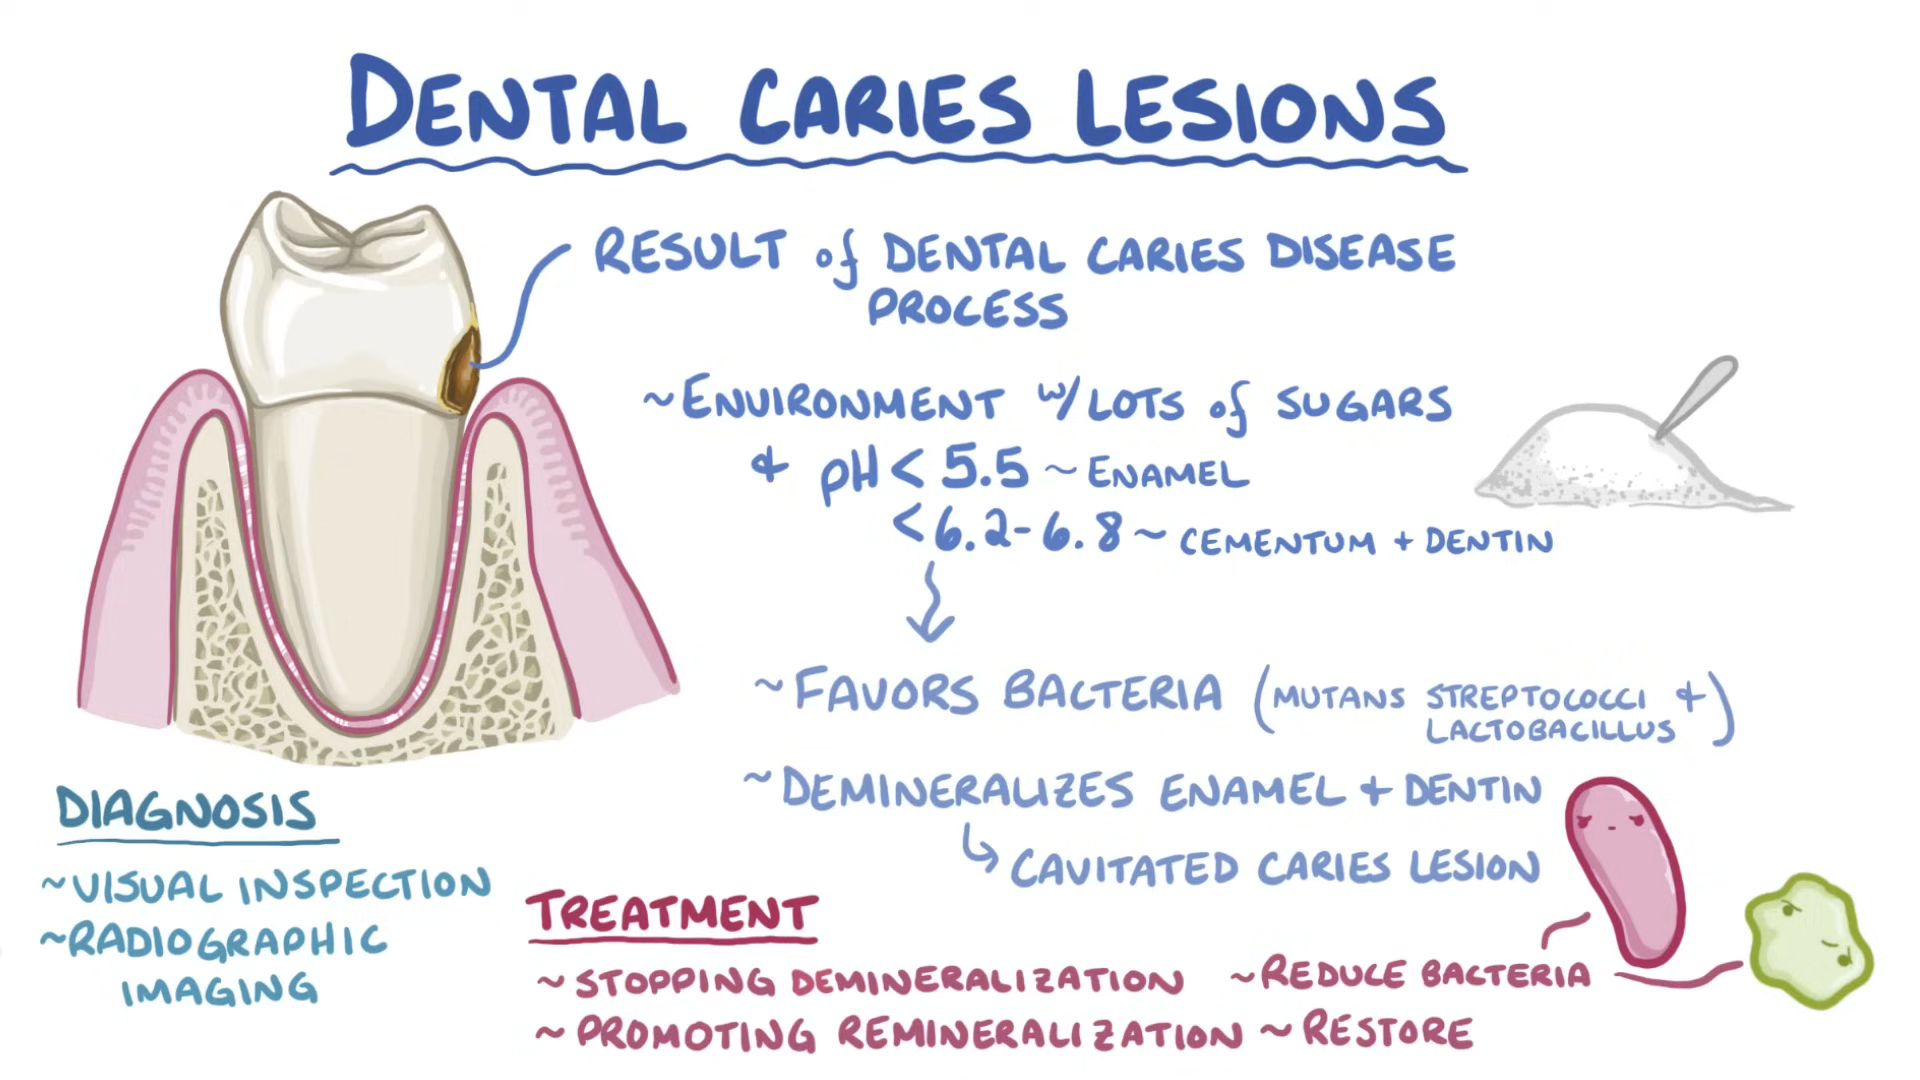 DENTAL CARIES LESIONS
RESULT of DENTAL CARIES DISEASE
PROCESS
~ENVIRONMENT w/LOTS of SUGARS
& pH < 5.5 ~ ENAMEL
< 6.2-6.8 ~ CEMENTUM + DENTIN
~FAVORS BACTERIA (MUTANS STREPTOCOCCI &
LACTOBACILLUS)
~DEMINERALIZES ENAMEL & DENTIN
↳ CAVITATED CARIES LESION
DIAGNOSIS
~VISUAL INSPECTION
~RADIOGRAPHIC
IMAGING
TREATMENT
~ STOPPING DEMINERALIZATION ~REDUCE BACTERIA
~ PROMOTING REMINERALIZATION ~ RESTORE